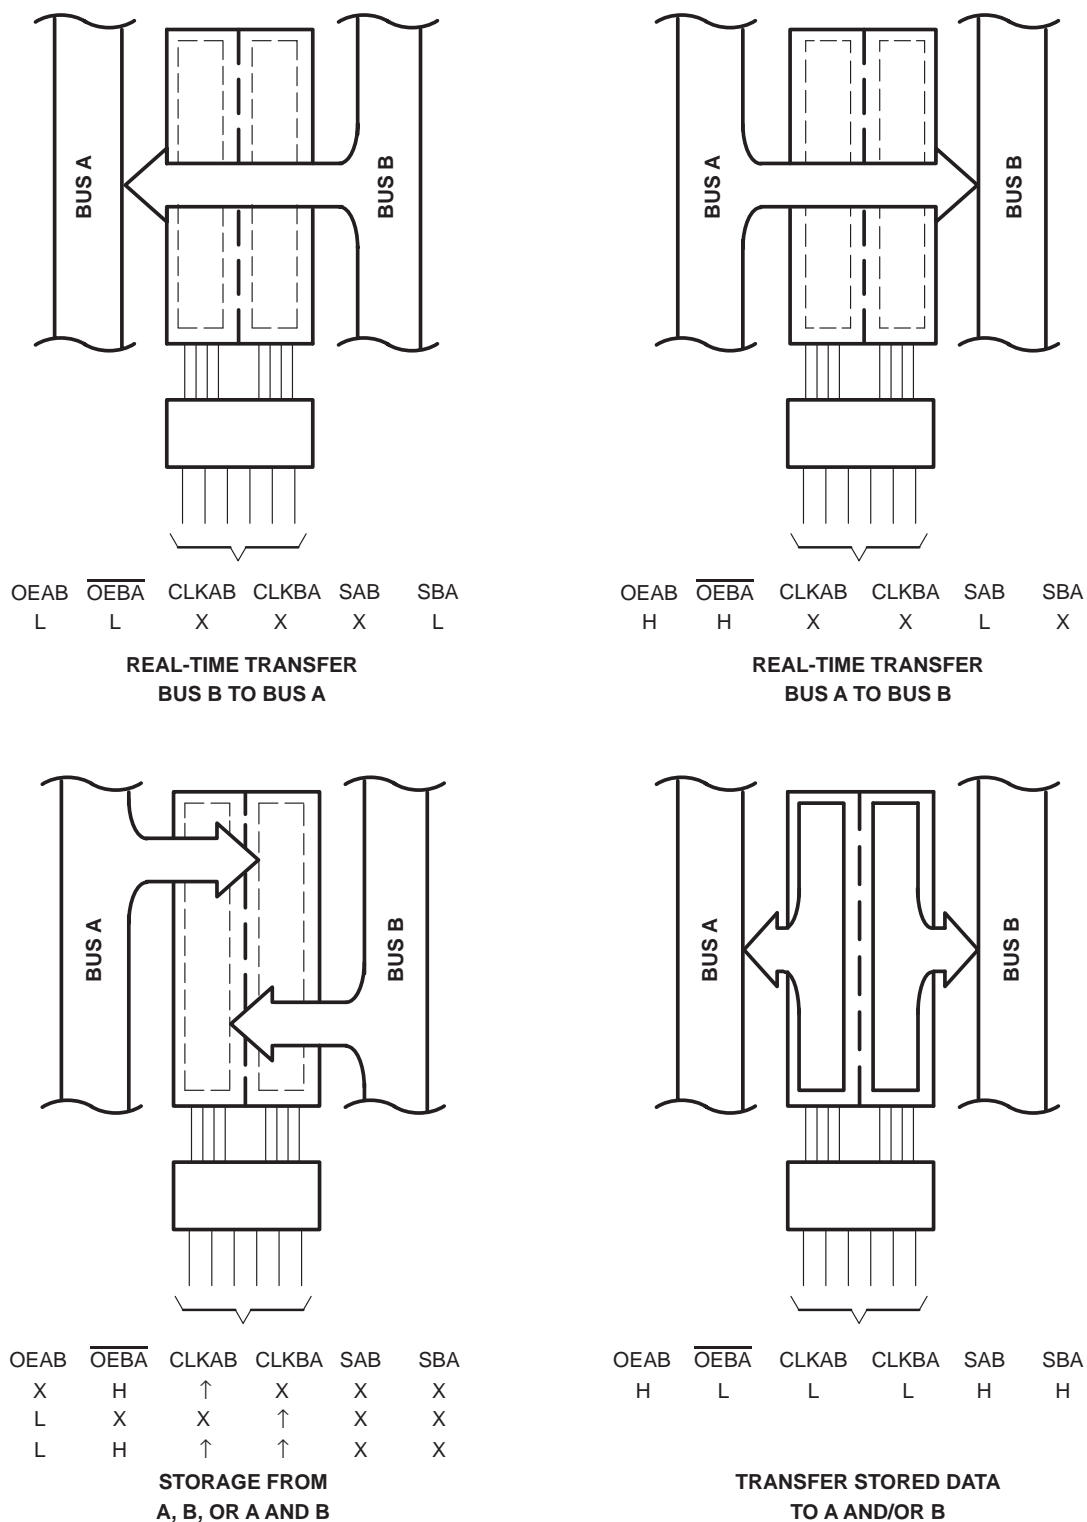 BUS A
BUS B
OEAB OEBA CLKAB CLKBA SAB SBA
L L X X X L
REAL-TIME TRANSFER
BUS B TO BUS A
BUS A
BUS B
OEAB OEBA CLKAB CLKBA SAB SBA
H H X X L X
REAL-TIME TRANSFER
BUS A TO BUS B
BUS A
BUS B
OEAB OEBA CLKAB CLKBA SAB SBA
X H ↑ X X X
L X X ↑ X X
L H ↑ ↑ X X
STORAGE FROM
A, B, OR A AND B
BUS A
BUS B
OEAB OEBA CLKAB CLKBA SAB SBA
H L L L H H
TRANSFER STORED DATA
TO A AND/OR B